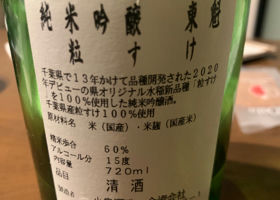 魁 東
純米吟醸
粒すけ
千葉県で13年かけて品種開発された2020
年デビューの県オリジナル水稲新品種「粒すけ
」を100%使用した純米吟醸酒。
千葉県産粒すけ100%使用
原材料名 米(国産)・米麹(国産米)
精米歩合 60%
アルコール分 15度
内容量 720ml
品目
清酒
製造者